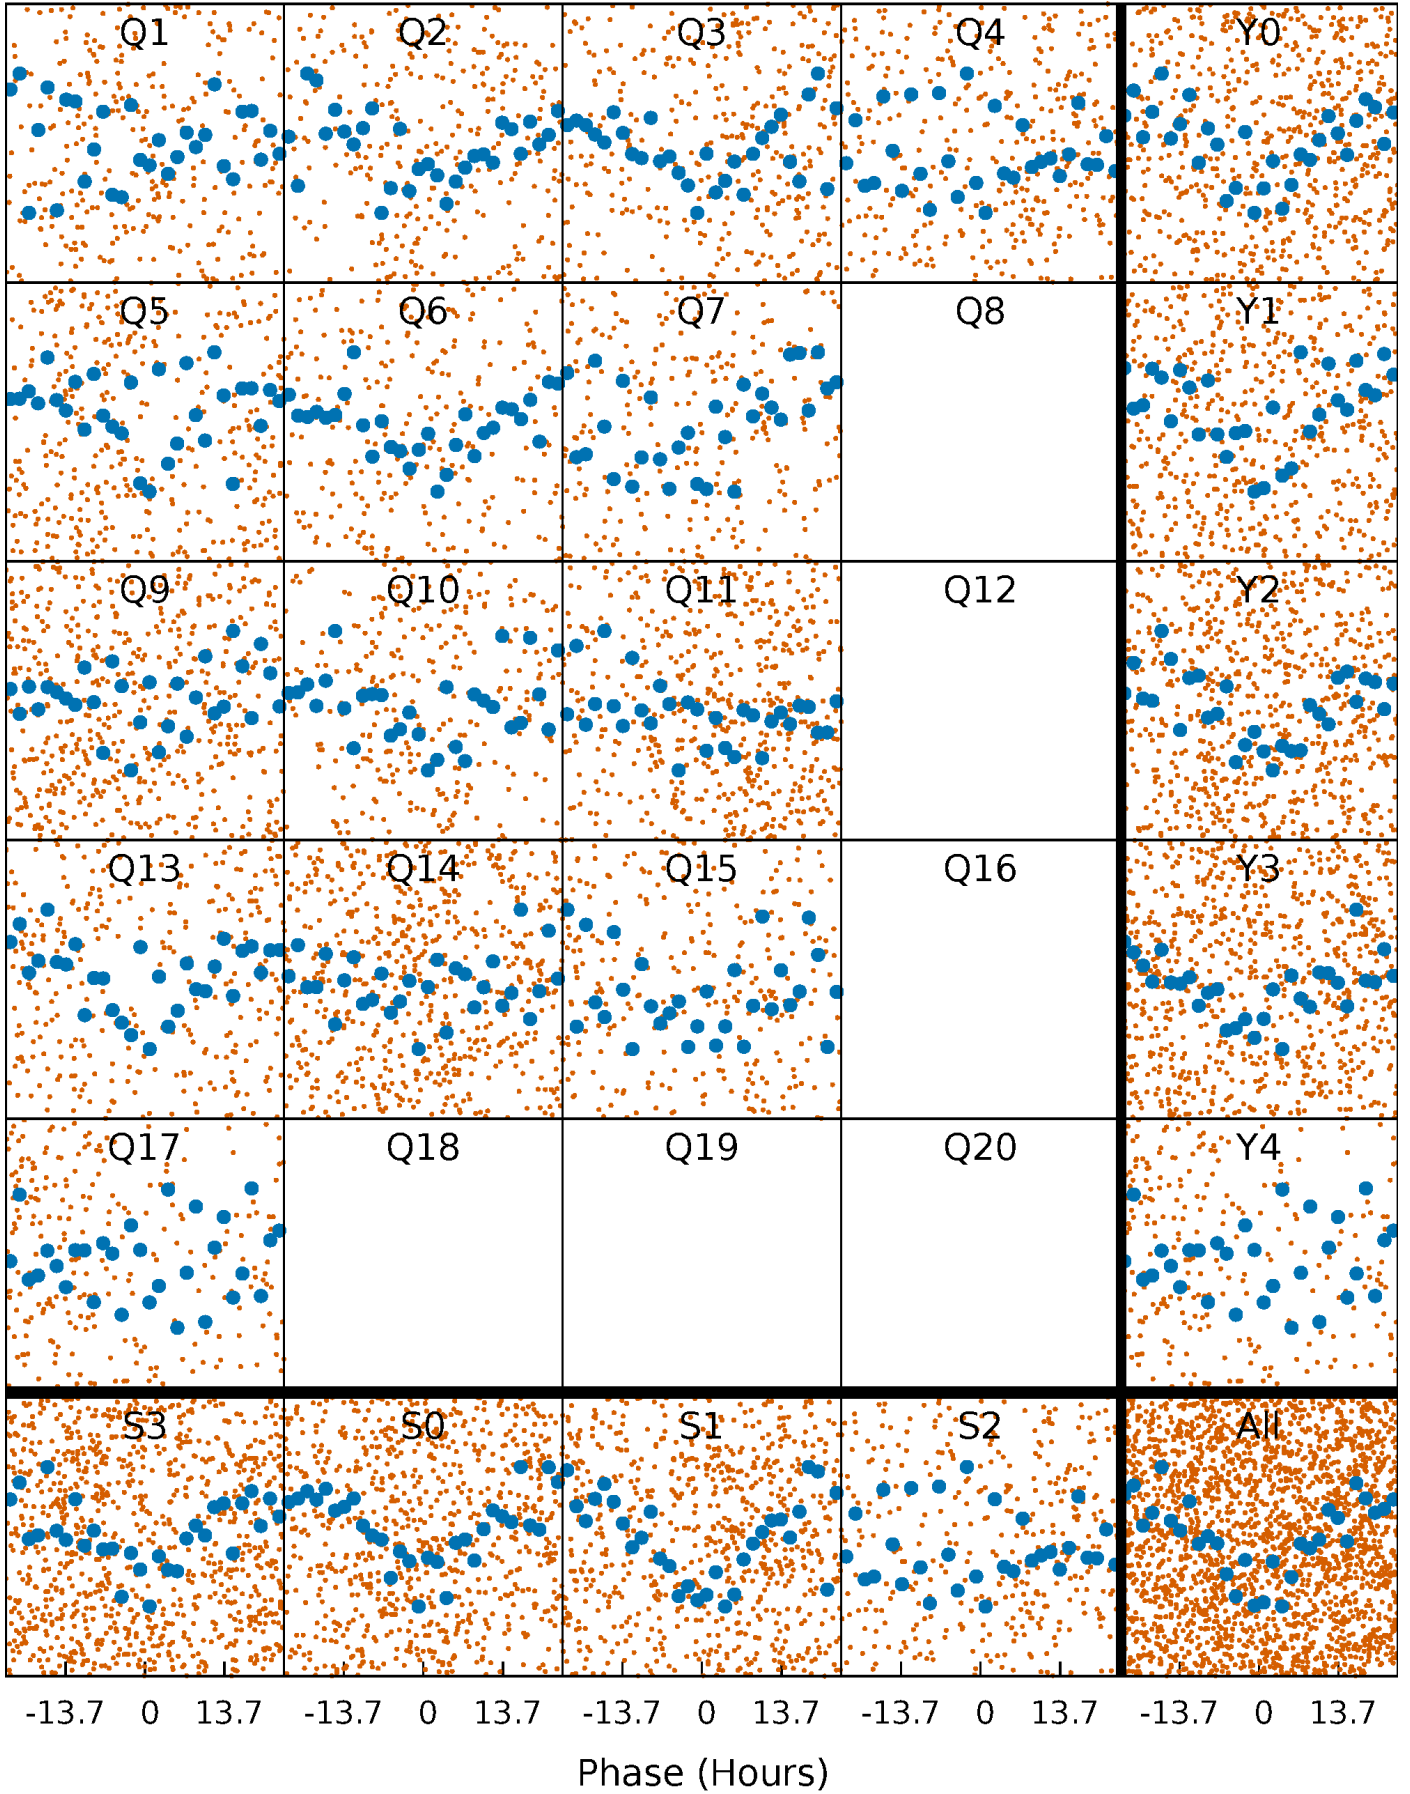 Q1 Q2 Q3 Q4 Y0
Q5 Q6 Q7 Q8 Y1
Q9 Q10 Q11 Q12 Y2
Q13 Q14 Q15 Q16 Y3
Q17 Q18 Q19 Q20 Y4
S3 S0 S1 S2 All
-13.7 0 13.7 -13.7 0 13.7 -13.7 0 13.7 -13.7 0 13.7 -13.7 0 13.7
Phase (Hours)